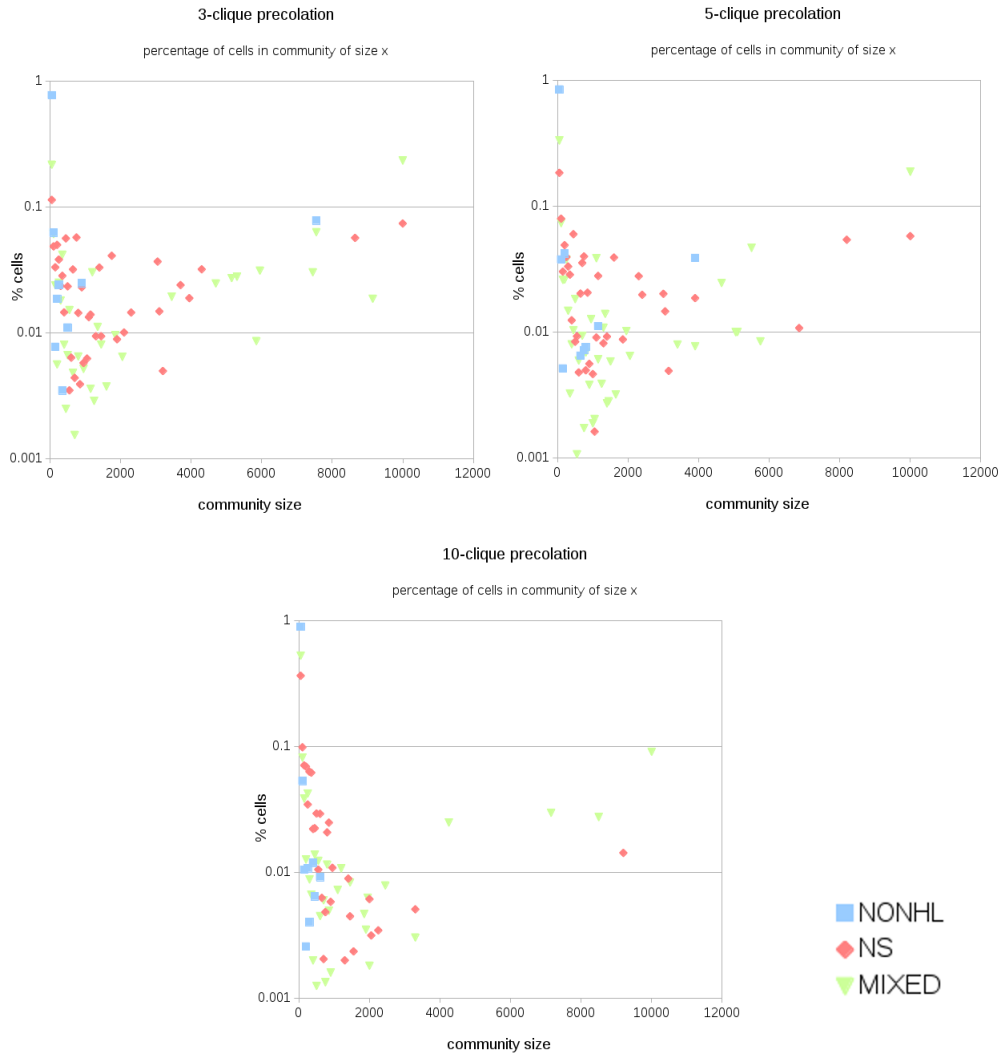 3-clique precolation
percentage of cells in community of size x
1
0.1
0.01
0.001
% cells
0 2000 4000 6000 8000 10000 12000
community size
5-clique precolation
percentage of cells in community of size x
1
0.1
0.01
0.001
% cells
0 2000 4000 6000 8000 10000 12000
community size
10-clique precolation
percentage of cells in community of size x
1
0.1
0.01
0.001
% cells
0 2000 4000 6000 8000 10000 12000
community size
NONHL
NS
MIXED